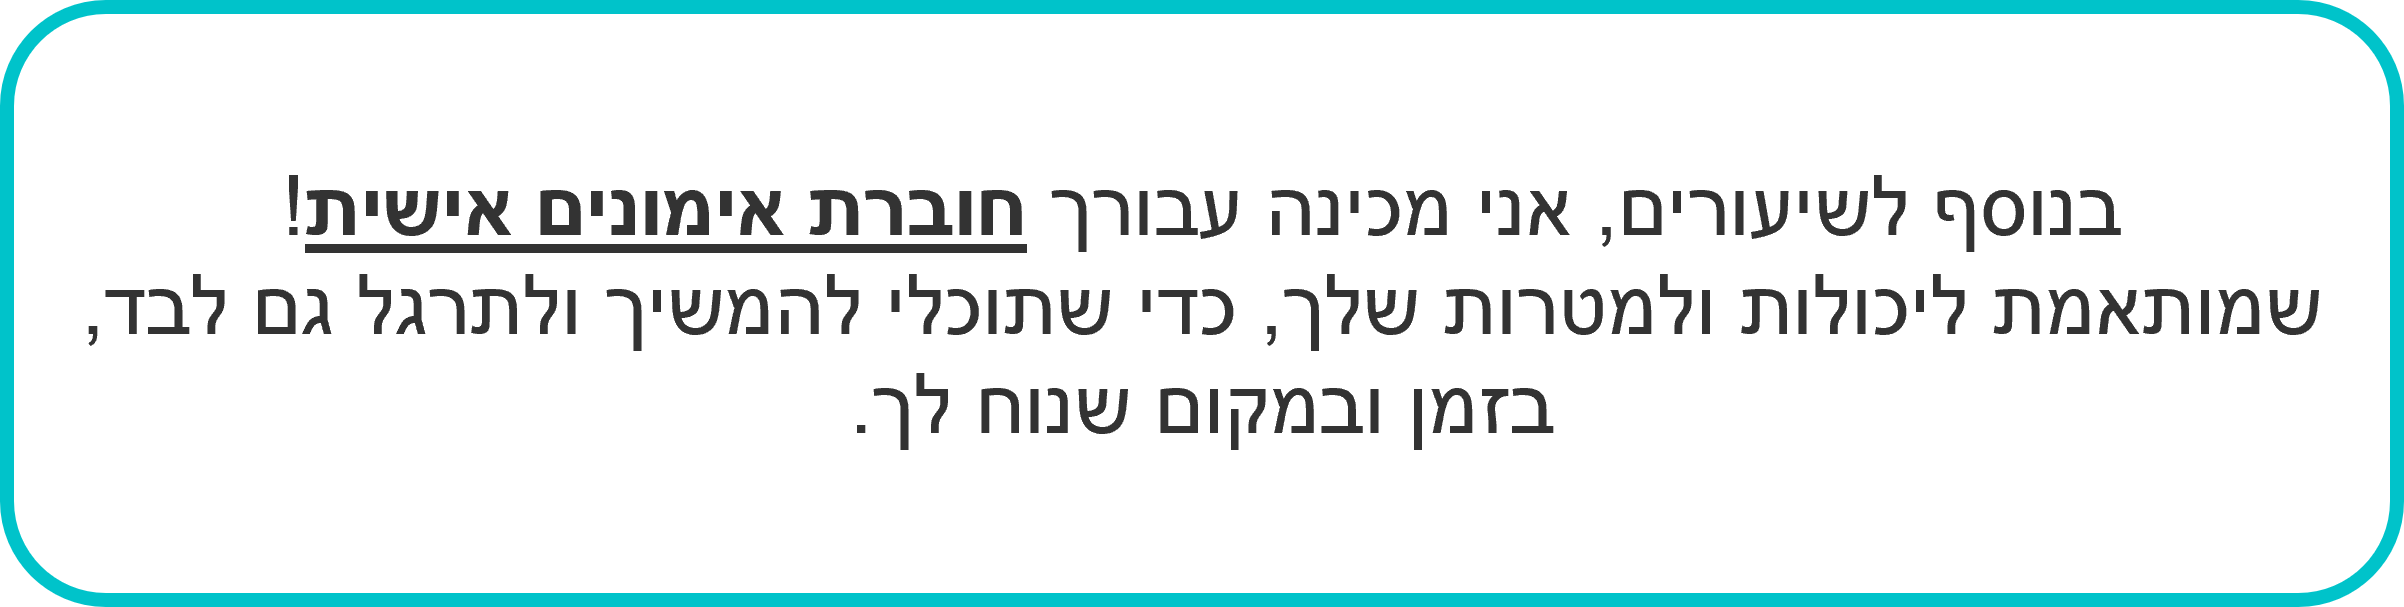 בנוסף לשיעורים, אני מכינה עבורך חוברת אימונים אישית!
שמותאמת ליכולות ולמטרות שלך, כדי שתוכלי להמשיך ולתרגל גם לבד,
בזמן ובמקום שנוח לך.